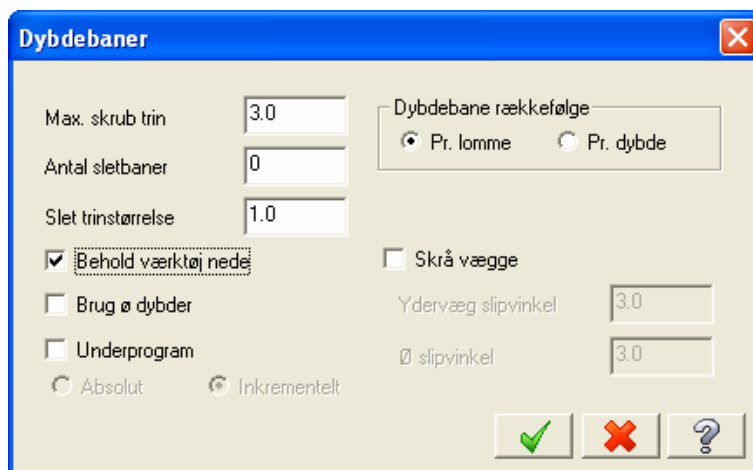 Dybdebaner
Max. skrub trin 3.0
Antal sletbaner 0
Slet trinstørrelse 1.0
Behold værktøj nede
Brug ø dybder
Underprogram
Absolut Inkrementelt
Dybdebane rækkefølge
Pr. lomme Pr. dybde
Skrå vægge
Ydervæg slipvinkel 3.0
Ø slipvinkel 3.0